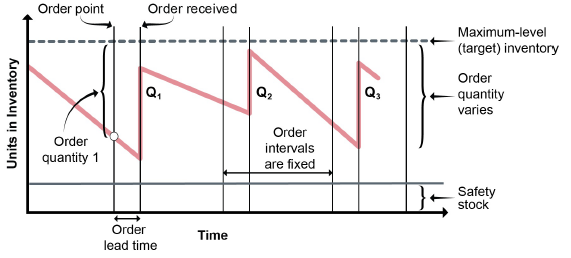 Order point
Order received
Maximum-level
(target) inventory
Order
quantity
varies
Q1
Q2
Q3
Order
quantity 1
Order
intervals
are fixed
Units in Inventory
Safety
stock
Order
lead time
Time